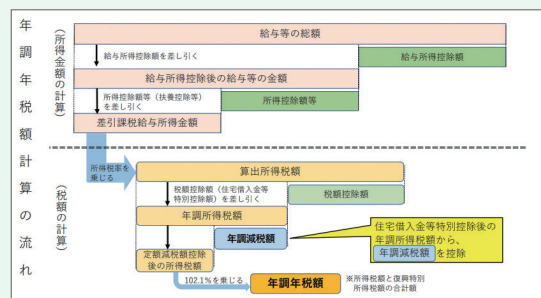 年調年税額計算の流れ
(所得金額の計算)
給与等の総額
給与所得控除額を差し引く
給与所得控除額
給与所得控除後の給与等の金額
所得控除額等（扶養控除等）
を差し引く
所得控除額等
差引課税給与所得金額
所得税率を
乗じる
(税額の計算)
算出所得税額
税額控除額（住宅借入金等
特別控除額）を差し引く
税額控除額
年調所得税額
年調減税額
住宅借入金等特別控除後の
年調所得税額から、
年調減税額を控除
定額減税額控除
後の所得税額
102.1%を乗じる
年調年税額
※所得税額と復興特別
所得税額の合計額